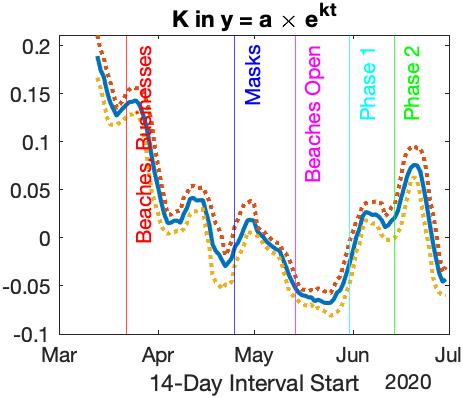 K in y = a × e^kt
0.2
0.15
0.1
0.05
0
-0.05
-0.1
Beaches, Businesses
Masks
Beaches Open
Phase 1
Phase 2
Mar Apr May Jun Jul
14-Day Interval Start 2020